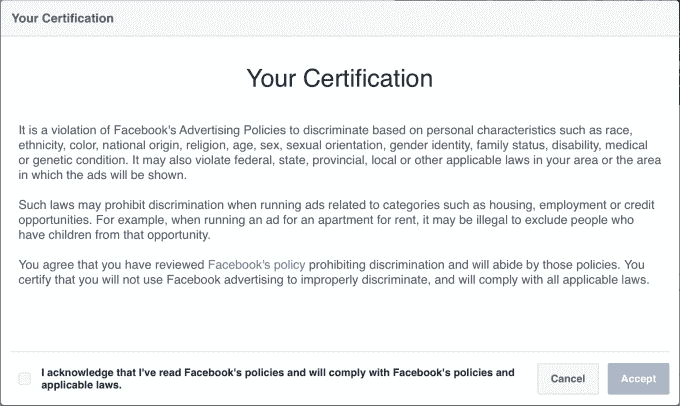 Your Certification
Your Certification
It is a violation of Facebook's Advertising Policies to discriminate based on personal characteristics such as race,
ethnicity, color, national origin, religion, age, sex, sexual orientation, gender identity, family status, disability, medical
or genetic condition. It may also violate federal, state, provincial, local or other applicable laws in your area or the area
in which the ads will be shown.
Such laws may prohibit discrimination when running ads related to categories such as housing, employment or credit
opportunities. For example, when running an ad for an apartment for rent, it may be illegal to exclude people who
have children from that opportunity.
You agree that you have reviewed Facebook's policy prohibiting discrimination and will abide by those policies. You
certify that you will not use Facebook advertising to improperly discriminate, and will comply with all applicable laws.
I acknowledge that I've read Facebook's policies and will comply with Facebook's policies and
applicable laws.
Cancel
Accept